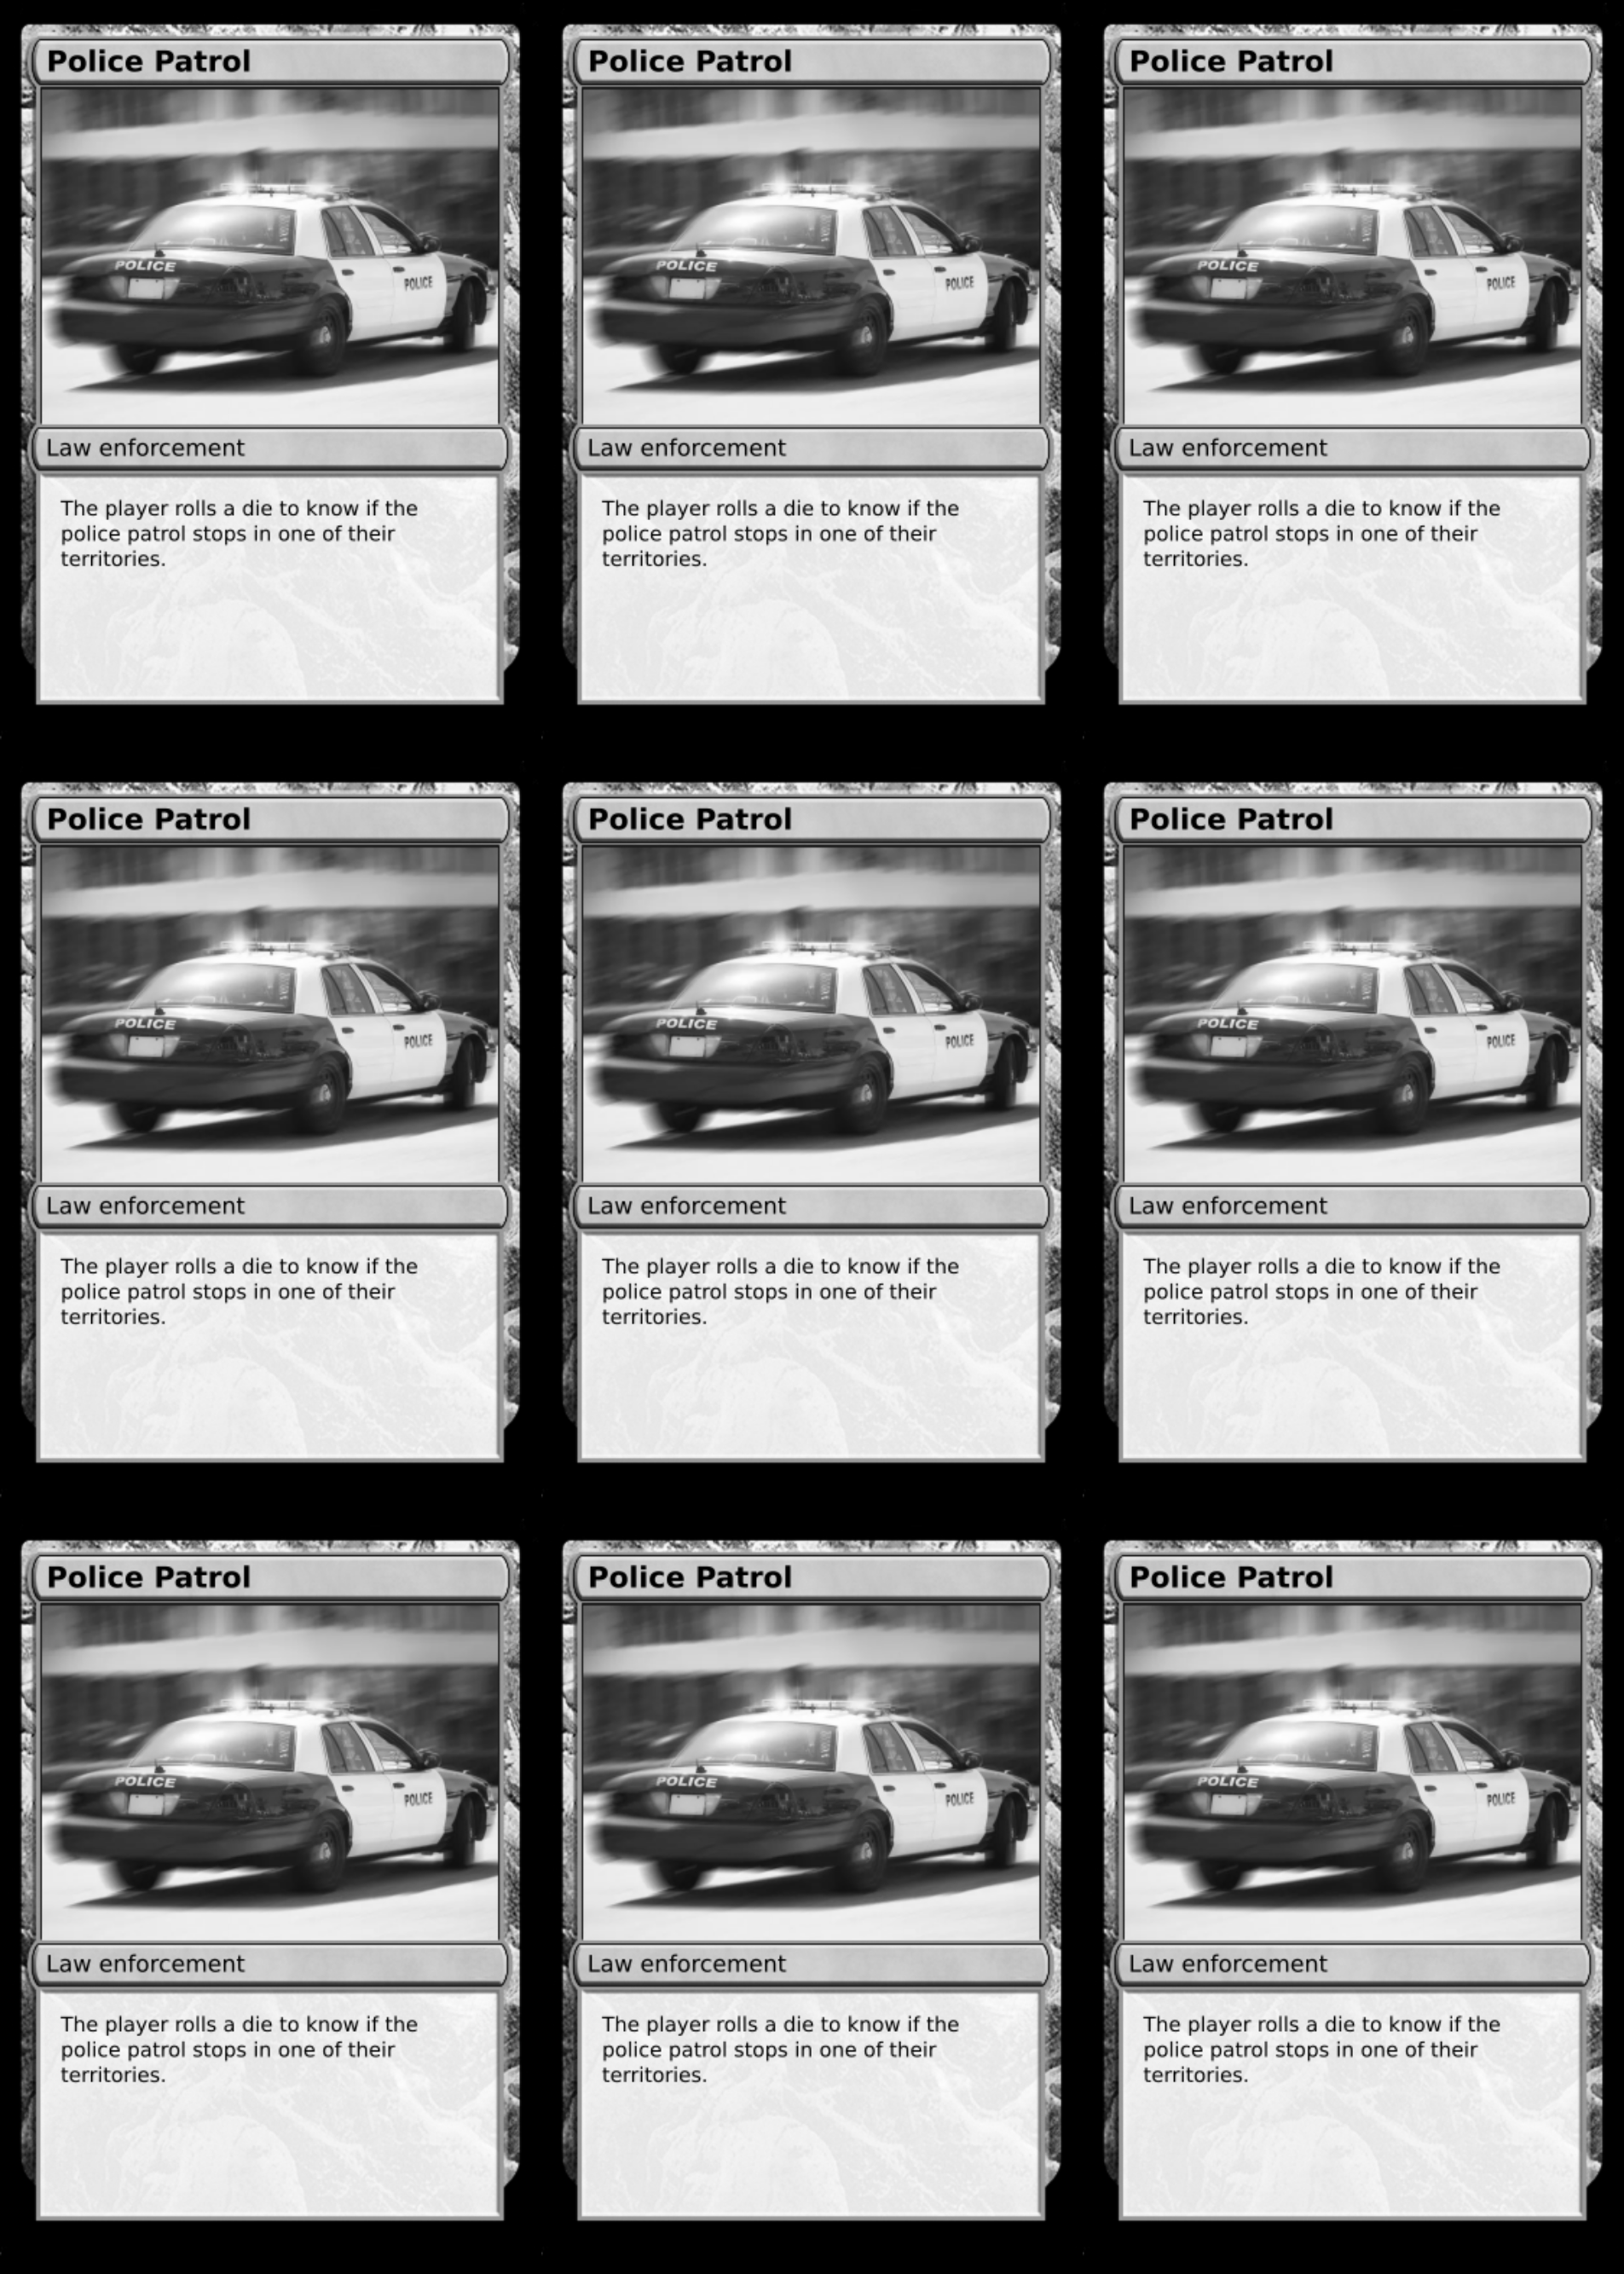 Police Patrol
Police Patrol
Police Patrol
POLICE
POLICE
POLICE
POLICE
POLICE
POLICE
Law enforcement
Law enforcement
Law enforcement
The player rolls a die to know if the
police patrol stops in one of their
territories.
The player rolls a die to know if the
police patrol stops in one of their
territories.
The player rolls a die to know if the
police patrol stops in one of their
territories.
Police Patrol
Police Patrol
Police Patrol
POLICE
POLICE
POLICE
POLICE
POLICE
POLICE
Law enforcement
Law enforcement
Law enforcement
The player rolls a die to know if the
police patrol stops in one of their
territories.
The player rolls a die to know if the
police patrol stops in one of their
territories.
The player rolls a die to know if the
police patrol stops in one of their
territories.
Police Patrol
Police Patrol
Police Patrol
POLICE
POLICE
POLICE
POLICE
POLICE
POLICE
Law enforcement
Law enforcement
Law enforcement
The player rolls a die to know if the
police patrol stops in one of their
territories.
The player rolls a die to know if the
police patrol stops in one of their
territories.
The player rolls a die to know if the
police patrol stops in one of their
territories.